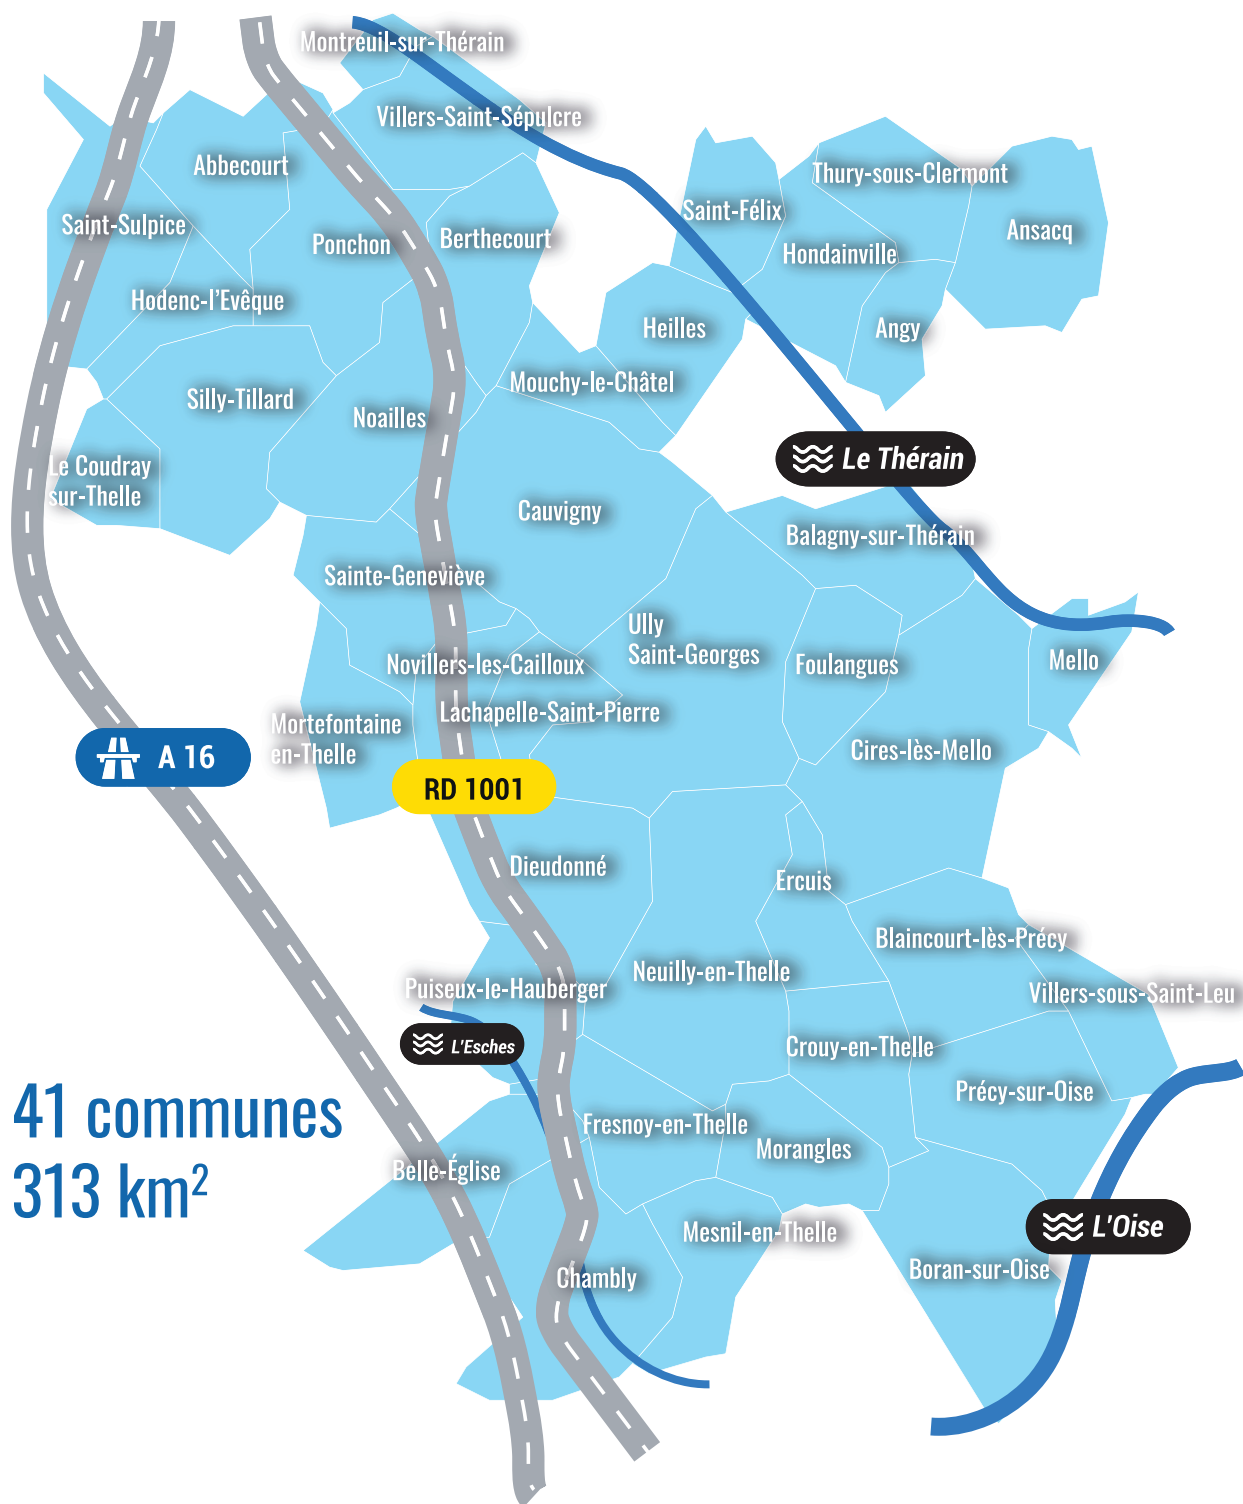 Montreuil-sur-Thérain
Villers-Saint-Sépulcre
Abbecourt
Thury-sous-Clermont
Saint-Sulpice
Saint-Félix
Ansacq
Ponchon
Berthecourt
Hondainville
Hodenc-l'Evêque
Heilles
Angy
Mouchy-le-Châtel
Silly-Tillard
Noailles
Le Coudray
sur-Thelle
Le Thérain
Cauvigny
Balagny-sur-Thérain
Sainte-Geneviève
Ully
Saint-Georges
Novillers-les-Cailloux
Foulangues
Mello
Lachapelle-Saint-Pierre
Mortefontaine
en-Thelle
A 16
Cires-lès-Mello
RD 1001
Dieudonné
Ercuis
Blaincourt-lès-Précy
Neuilly-en-Thelle
Puiseux-le-Hauberger
Villers-sous-Saint-Leu
L'Esches
Crouy-en-Thelle
Précy-sur-Oise
41 communes
313 km²
Fresnoy-en-Thelle
Morangles
Belle-Église
Mesnil-en-Thelle
L'Oise
Chambly
Boran-sur-Oise